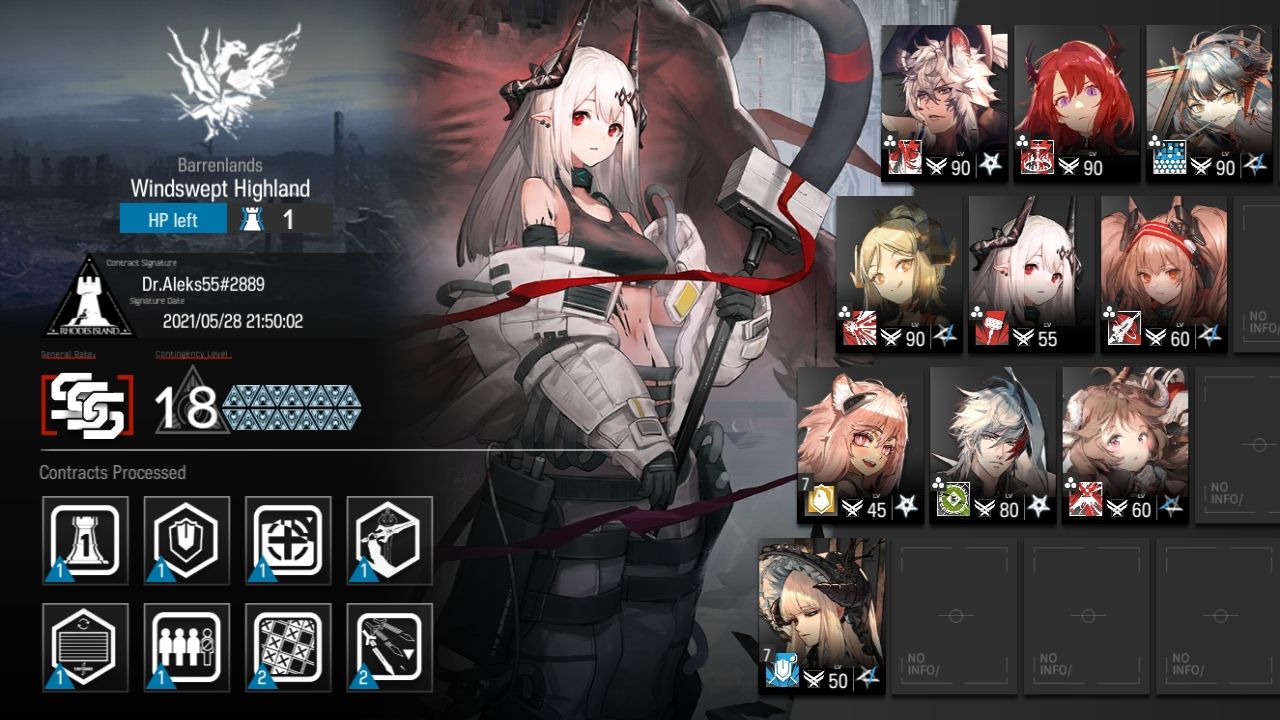 Barrenlands
Windswept Highland
HP left 1
Contract Signature
Dr.Aleks55#2889
Signature Date
2021/05/28 21:50:02
RHODES ISLAND
General Rate:
Contingency Level:
SSS
18
Contracts Processed
1
1
1
1
1
1
2
2
LV 90
LV 90
LV 90
LV 90
LV 55
LV 60
NO INFO/
7 LV 45
LV 80
LV 60
NO INFO/
7 LV 50
NO INFO/
NO INFO/
NO INFO/